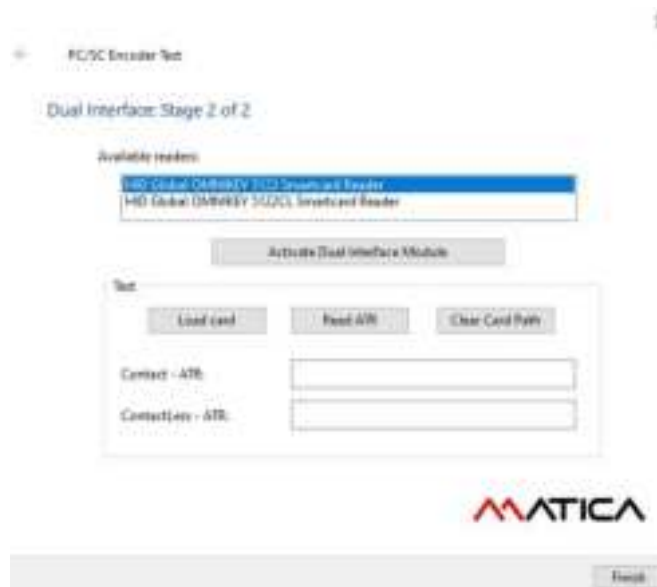 PC/SC Encoder Test
Dual Interface: Stage 2 of 2
Available readers:
HID Global OMNIKEY Smartcard Reader
HID Global OMNIKEY 5122CL Smartcard Reader
Activate Dual Interface Module
Test
Load card Read ATR Clear Card Path
Contact - ATR:
ContactLess - ATR:
MATICA
Finish